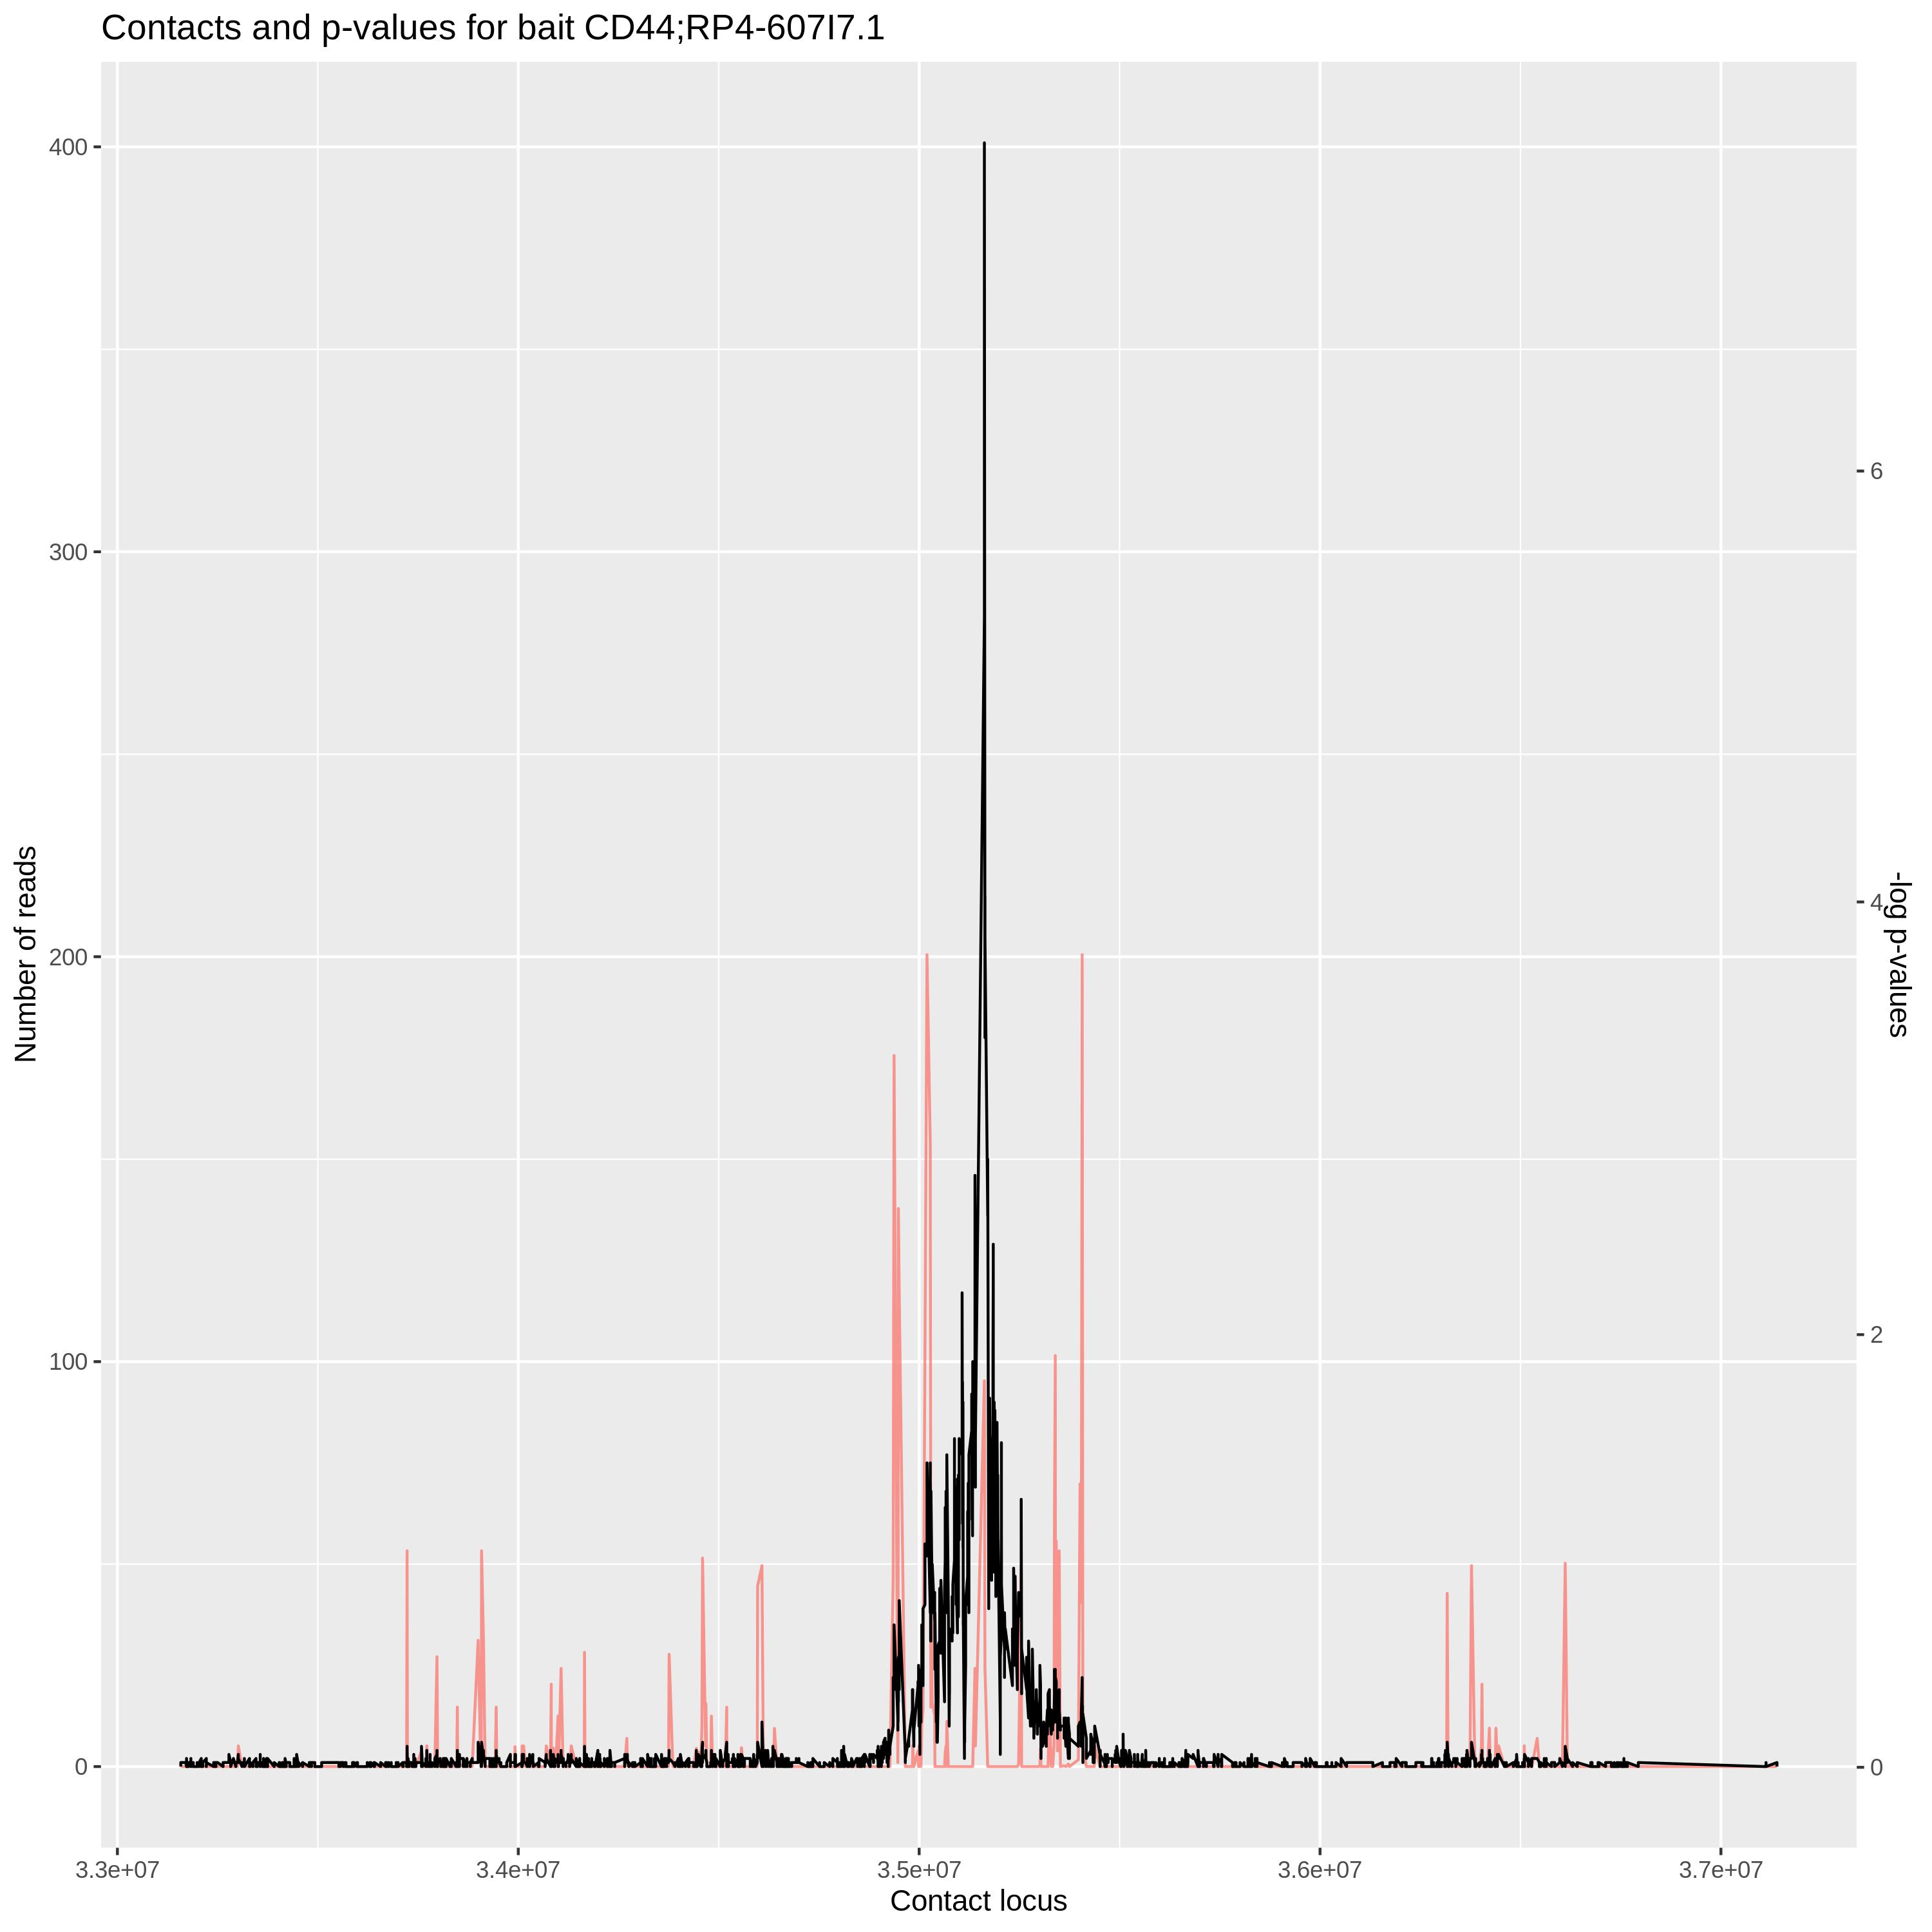 Contacts and p-values for bait CD44;RP4-607I7.1
400
300
200
100
0
Number of reads
6
4
2
0
-log p-values
3.3e+07 3.4e+07 3.5e+07 3.6e+07 3.7e+07
Contact locus